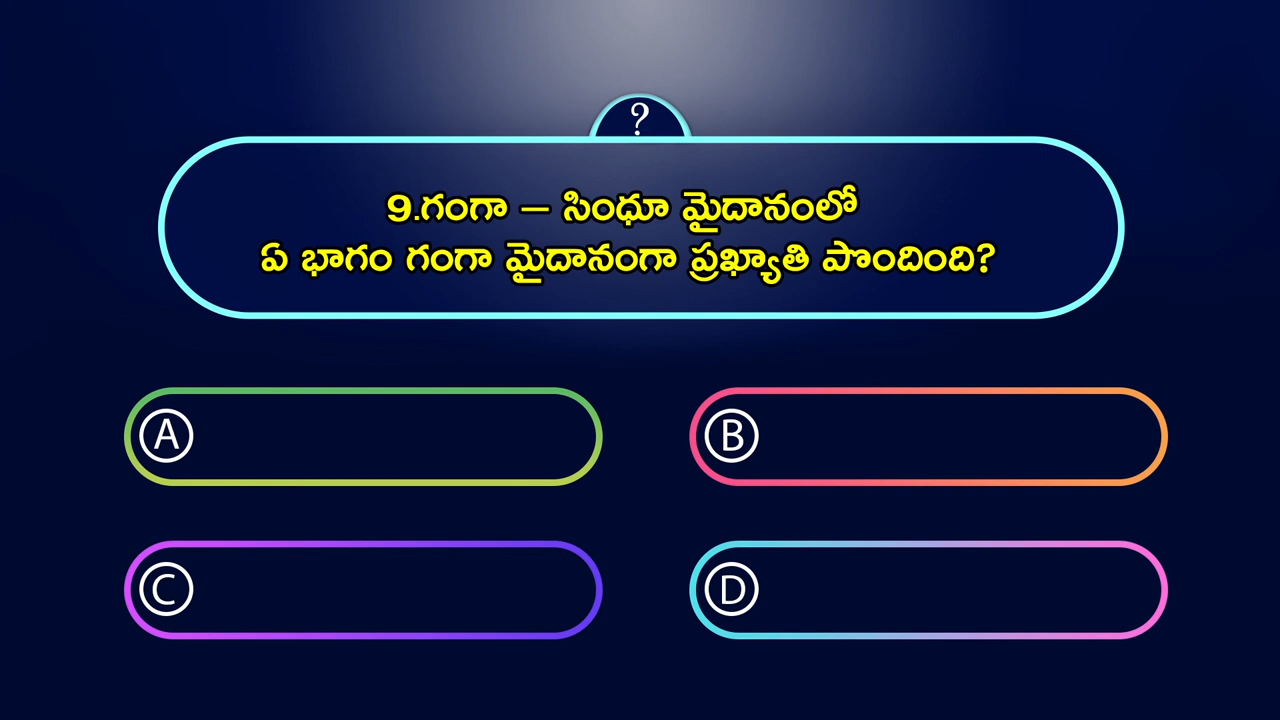 ?
9.గంగా – సింధూ మైదానంలో
ఏ భాగం గంగా మైదానంగా ప్రఖ్యాతి పొందింది?
A
B
C
D